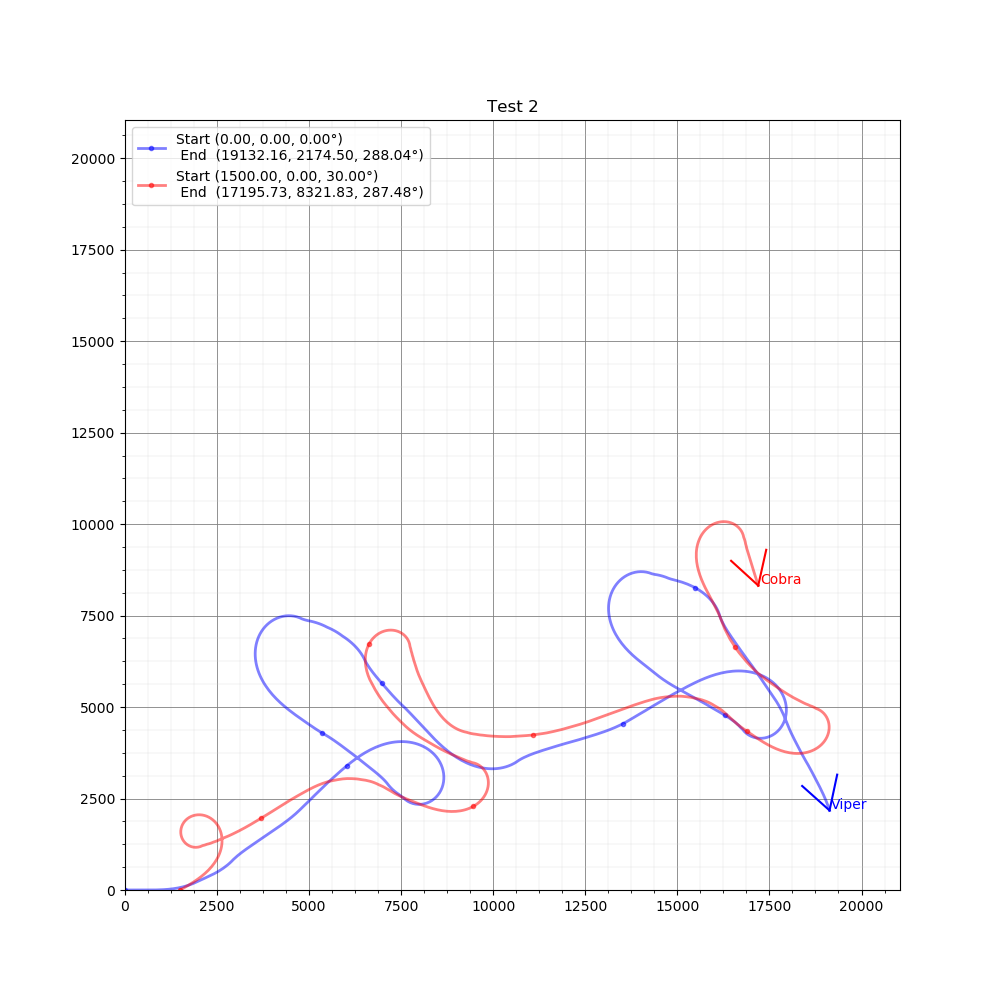 Test 2
Start (0.00, 0.00, 0.00°)
End  (19132.16, 2174.50, 288.04°)
Start (1500.00, 0.00, 30.00°)
End  (17195.73, 8321.83, 287.48°)
20000
17500
15000
12500
10000
7500
5000
2500
0
Cobra
Viper
0 2500 5000 7500 10000 12500 15000 17500 20000